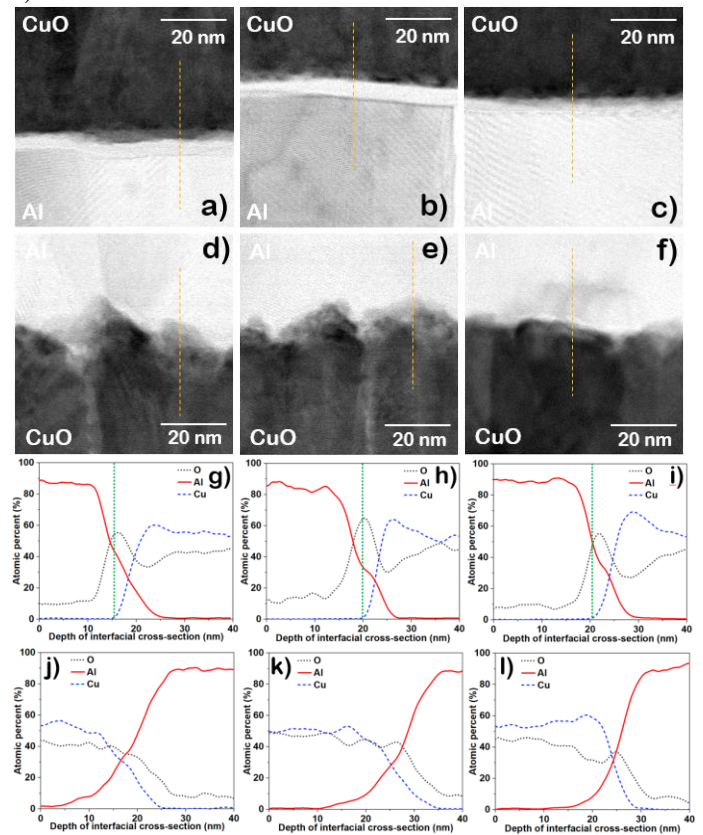 CuO
20 nm
Al
a)
CuO
20 nm
Al
b)
CuO
20 nm
Al
c)
Al
d)
CuO
20 nm
Al
e)
CuO
20 nm
Al
f)
CuO
20 nm
g)
O
Al
Cu
Atomic percent (%)
100
80
60
40
20
0
0 10 20 30 40
Depth of interfacial cross-section (nm)
h)
O
Al
Cu
Atomic percent (%)
100
80
60
40
20
0
0 10 20 30 40
Depth of interfacial cross-section (nm)
i)
O
Al
Cu
Atomic percent (%)
100
80
60
40
20
0
0 10 20 30 40
Depth of interfacial cross-section (nm)
j)
O
Al
Cu
Atomic percent (%)
100
80
60
40
20
0
0 10 20 30 40
Depth of interfacial cross-section (nm)
k)
O
Al
Cu
Atomic percent (%)
100
80
60
40
20
0
0 10 20 30 40
Depth of interfacial cross-section (nm)
l)
O
Al
Cu
Atomic percent (%)
100
80
60
40
20
0
0 10 20 30 40
Depth of interfacial cross-section (nm)